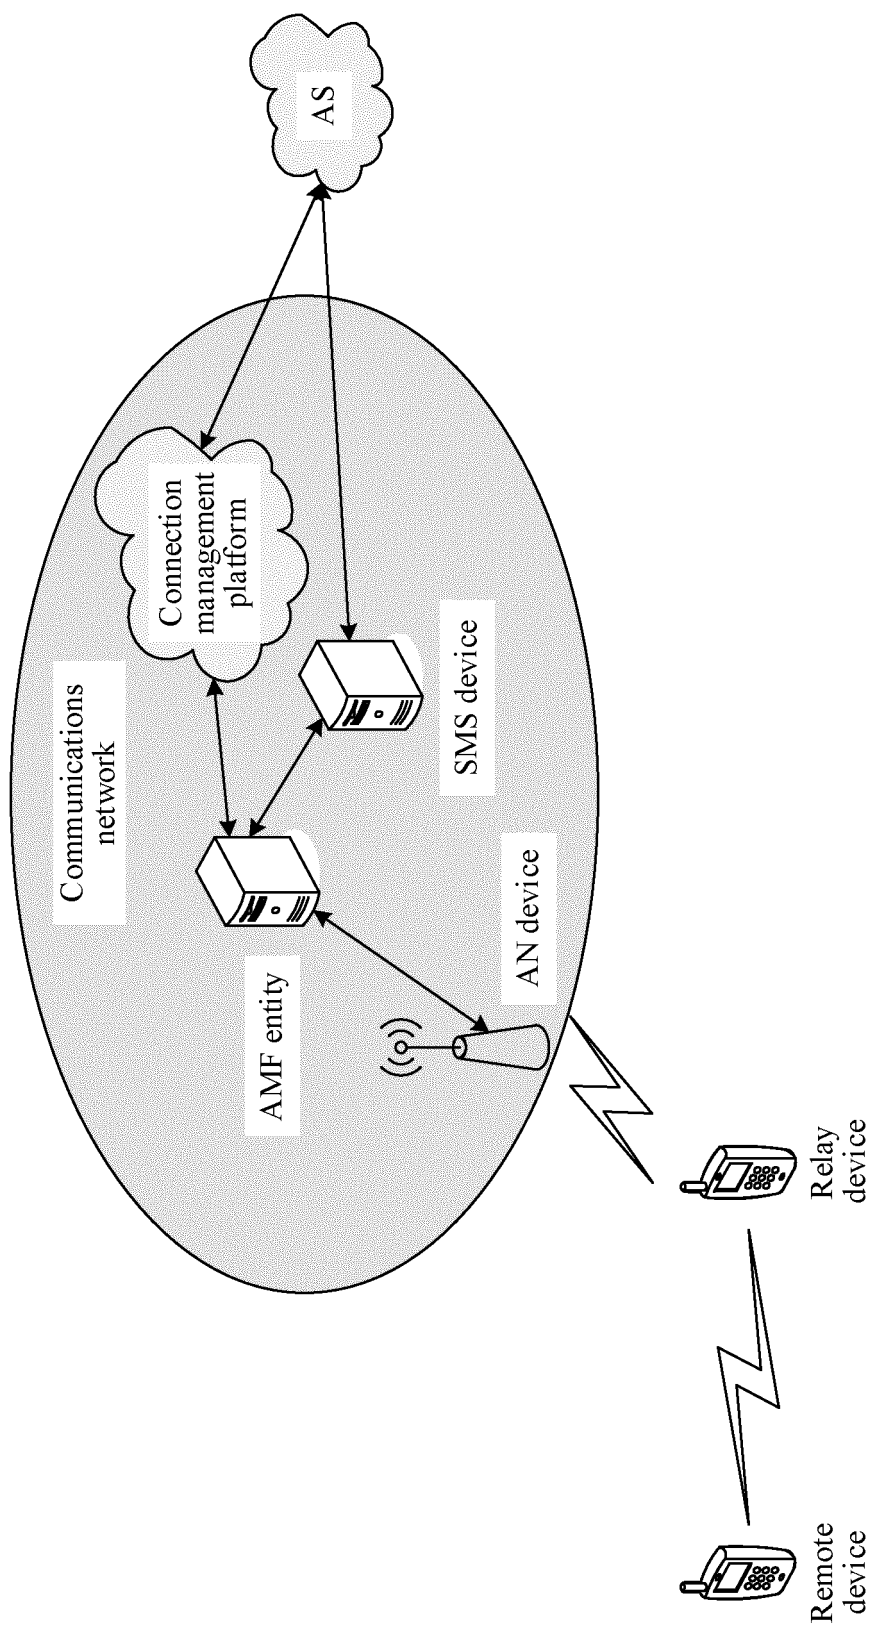 Communications
network
Connection
management
platform
AS
AMF entity
SMS device
AN device
Remote
device
Relay
device